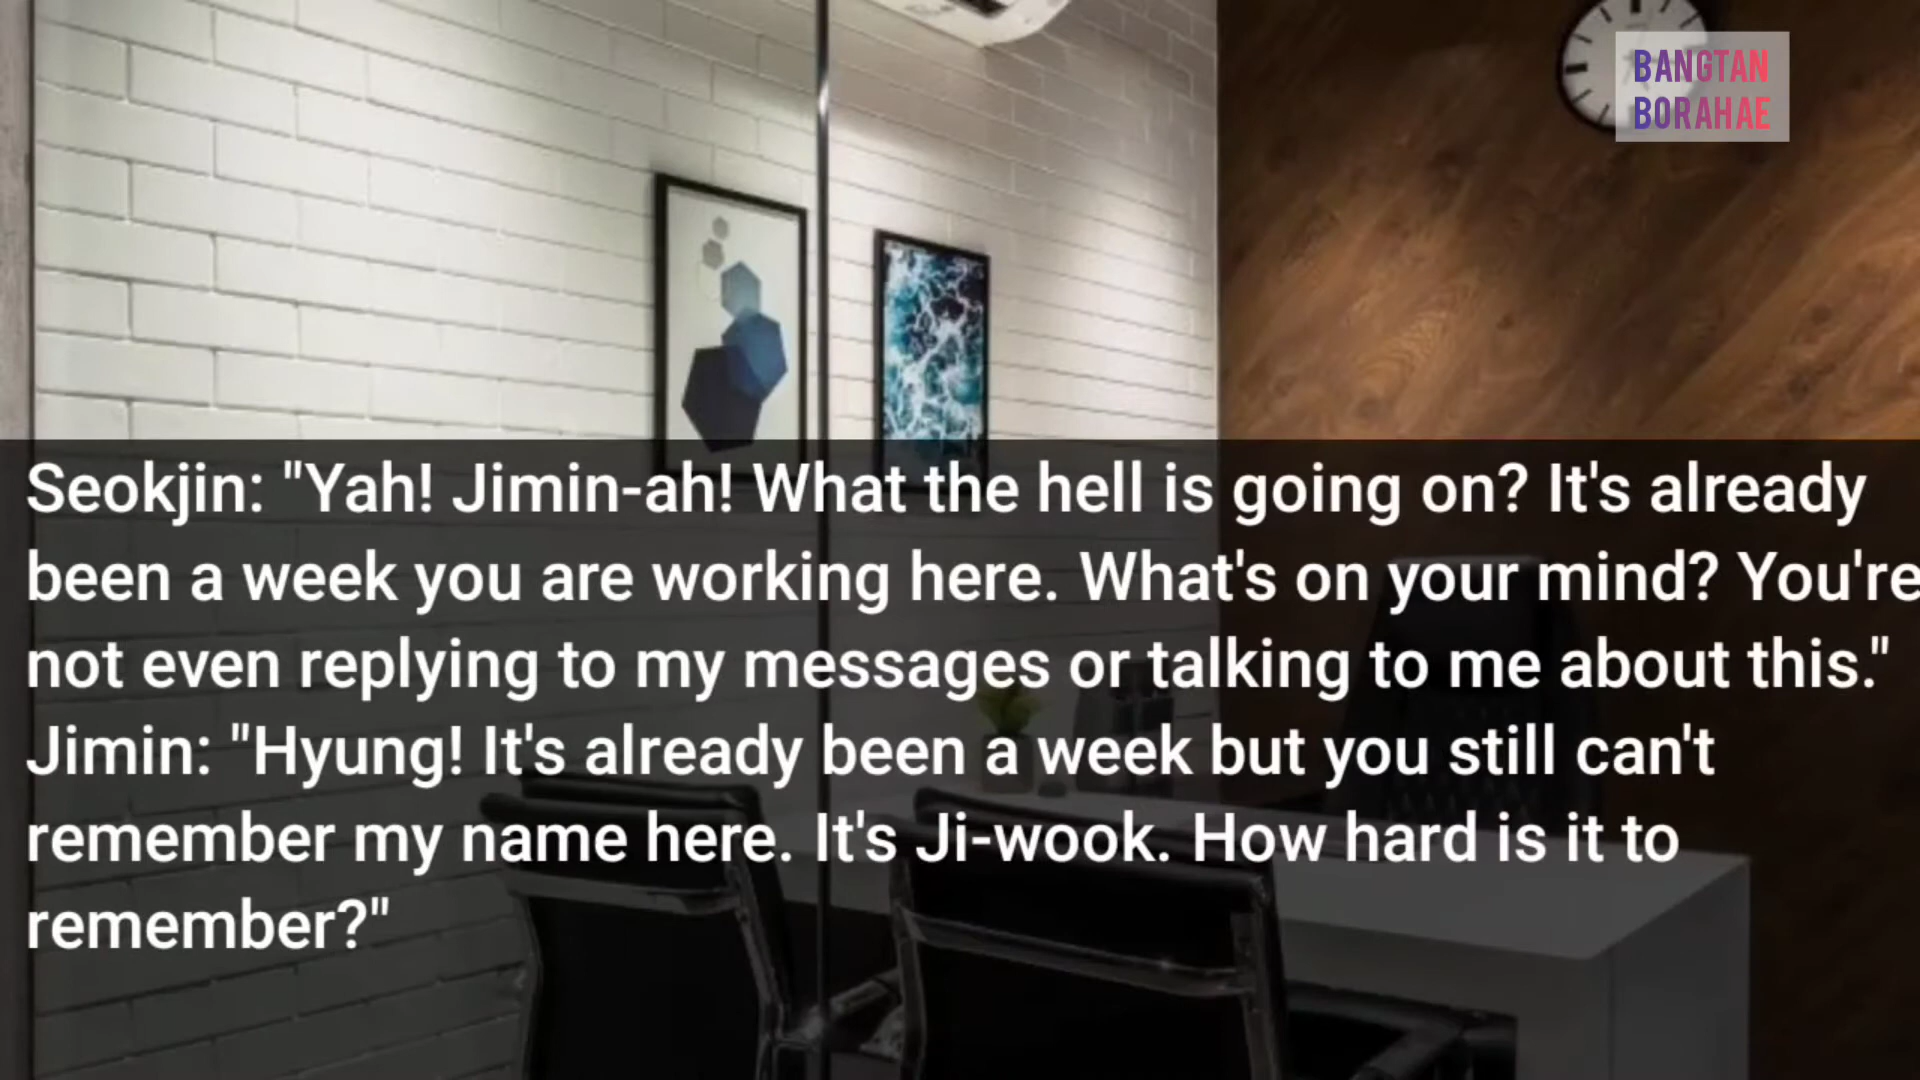 BANGTAN
BORAHAE
Seokjin: "Yah! Jimin-ah! What the hell is going on? It's already
been a week you are working here. What's on your mind? You're
not even replying to my messages or talking to me about this."
Jimin: "Hyung! It's already been a week but you still can't
remember my name here. It's Ji-wook. How hard is it to
remember?"